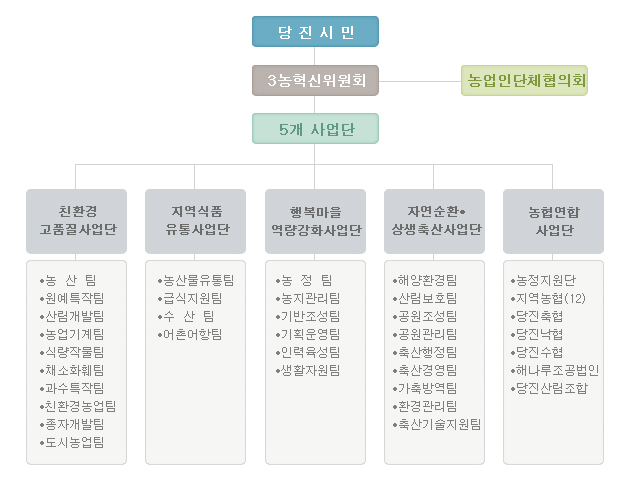 당 진 시 민
3농혁신위원회
농업인단체협의회
5개 사업단
친환경
고품질사업단
•농 산 팀
•원예특작팀
•산림개발팀
•농업기계팀
•식량작물팀
•채소화훼팀
•과수특작팀
•친환경농업팀
•종자개발팀
•도시농업팀
지역식품
유통사업단
•농산물유통팀
•급식지원팀
•수 산 팀
•어촌어항팀
행복마을
역량강화사업단
•농 정 팀
•농지관리팀
•기반조성팀
•기획운영팀
•인력육성팀
•생활자원팀
자연순환•
상생축산사업단
•해양환경팀
•산림보호팀
•공원조성팀
•공원관리팀
•축산행정팀
•축산경영팀
•가축방역팀
•환경관리팀
•축산기술지원팀
농협연합
사업단
•농정지원단
•지역농협(12)
•당진축협
•당진낙협
•당진수협
•해나루조공법인
•당진산림조합